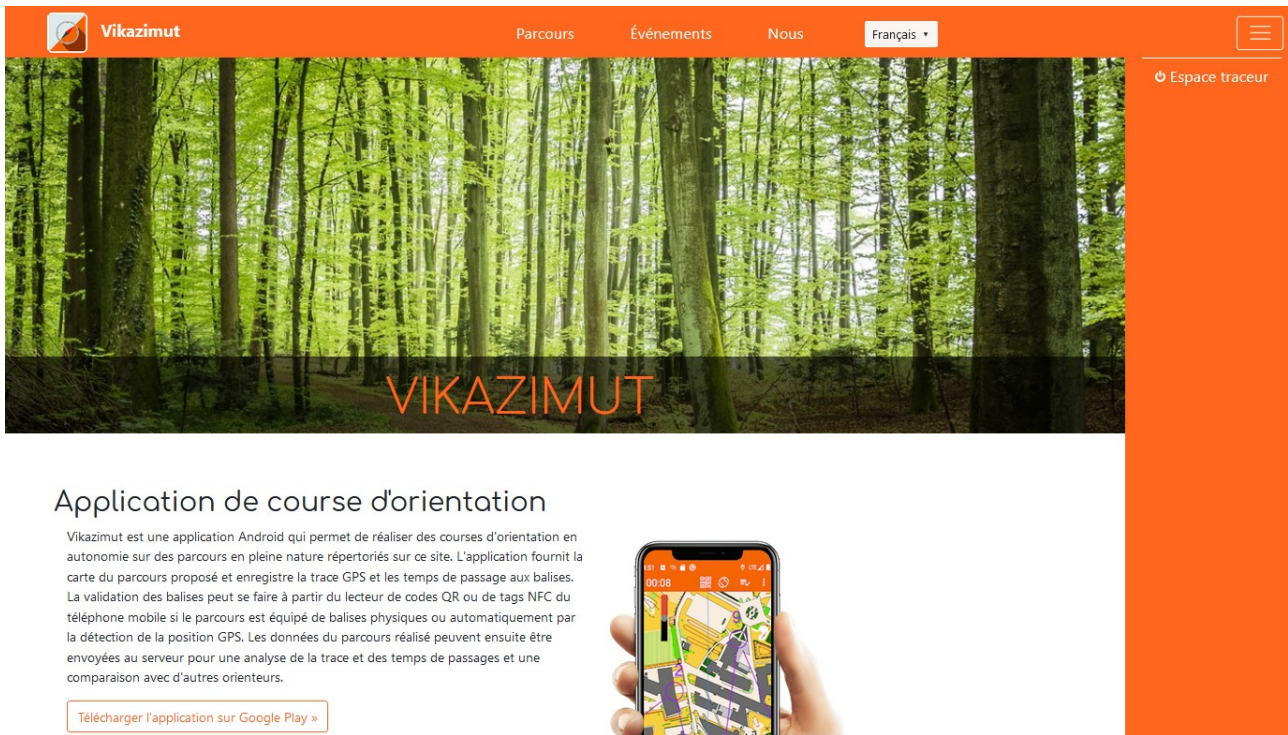 Vikazimut
Parcours
Événements
Nous
Français
Espace traceur
VIKAZIMUT
Application de course d'orientation
Vikazimut est une application Android qui permet de réaliser des courses d'orientation en
autonomie sur des parcours en pleine nature répertoriés sur ce site. L'application fournit la
carte du parcours proposé et enregistre la trace GPS et les temps de passage aux balises.
La validation des balises peut se faire à partir du lecteur de codes QR ou de tags NFC du
téléphone mobile si le parcours est équipé de balises physiques ou automatiquement par
la détection de la position GPS. Les données du parcours réalisé peuvent ensuite être
envoyées au serveur pour une analyse de la trace et des temps de passages et une
comparaison avec d'autres orienteurs.
Télécharger l'application sur Google Play »
00:08